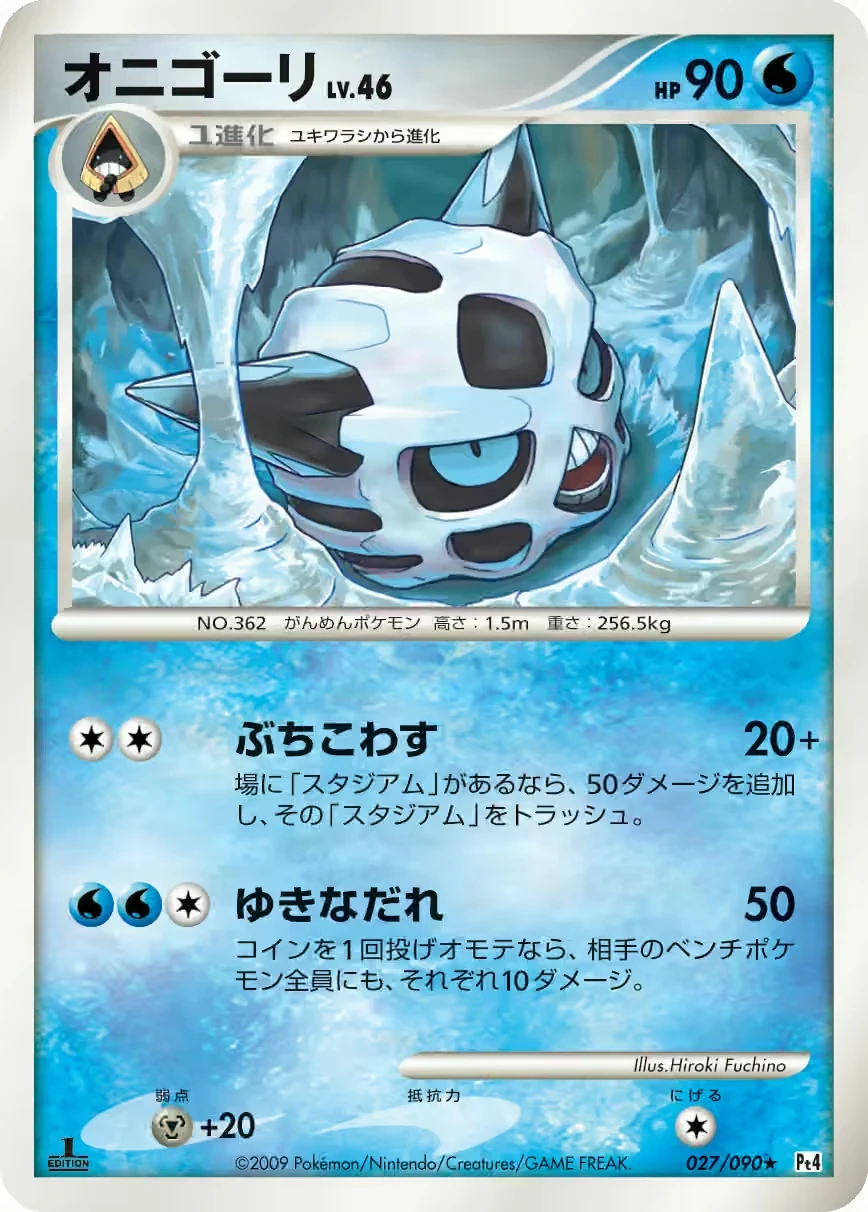 オニゴーリ LV.46 HP 90
1進化 ユキワラシから進化
NO.362 がんめんポケモン 高さ:1.5m 重さ:256.5kg
ぶちこわす 20+
場に「スタジアム」があるなら、50ダメージを追加
し、その「スタジアム」をトラッシュ。
ゆきなだれ 50
コインを1回投げオモテなら、相手のベンチポケ
モン全員にも、それぞれ10ダメージ。
Illus.Hiroki Fuchino
弱点 抵抗力 にげる
+20
1 EDITION ©2009 Pokémon/Nintendo/Creatures/GAME FREAK. 027/090★ Pt4